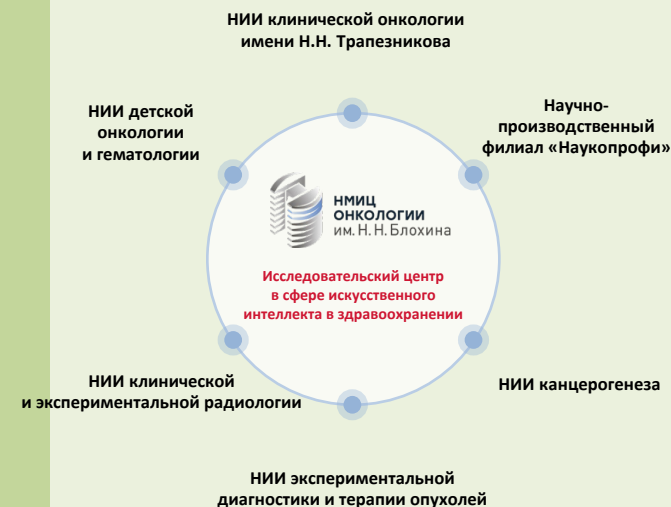 НИИ клинической онкологии
имени Н.Н. Трапезникова
НИИ детской
онкологии
и гематологии
Научно-
производственный
филиал «Наукопрофи»
НМИЦ
ОНКОЛОГИИ
им. Н. Н. Блохина
Исследовательский центр
в сфере искусственного
интеллекта в здравоохранении
НИИ клинической
и экспериментальной радиологии
НИИ канцерогенеза
НИИ экспериментальной
диагностики и терапии опухолей